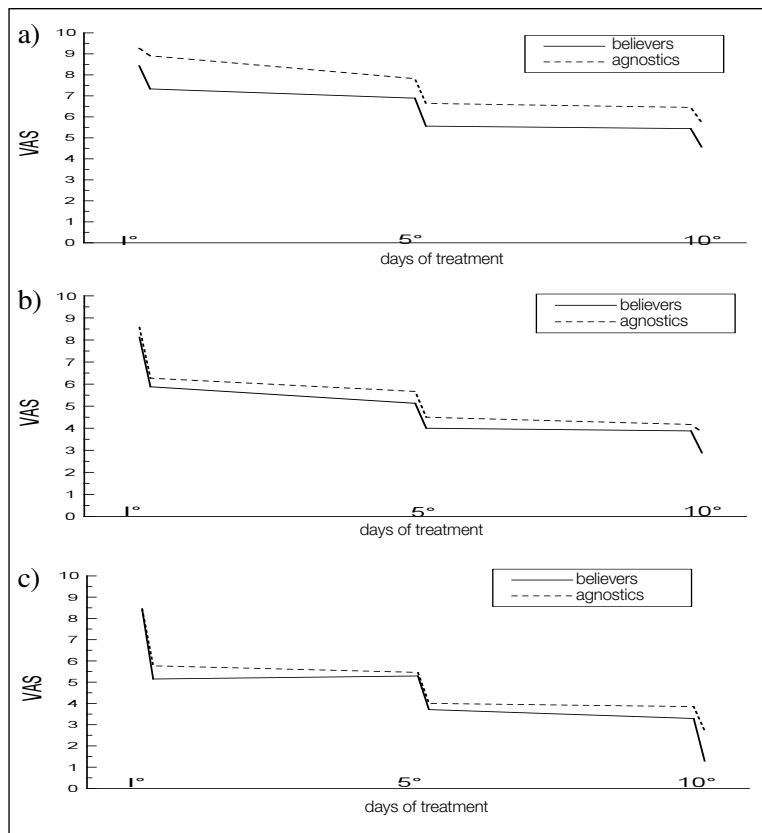 a)
10
9
8
7
6
5
4
3
2
1
0
VAS
believers
agnostics
I° 5° 10°
days of treatment
b)
10
9
8
7
6
5
4
3
2
1
0
VAS
believers
agnostics
I° 5° 10°
days of treatment
c)
10
9
8
7
6
5
4
3
2
1
0
VAS
believers
agnostics
I° 5° 10°
days of treatment